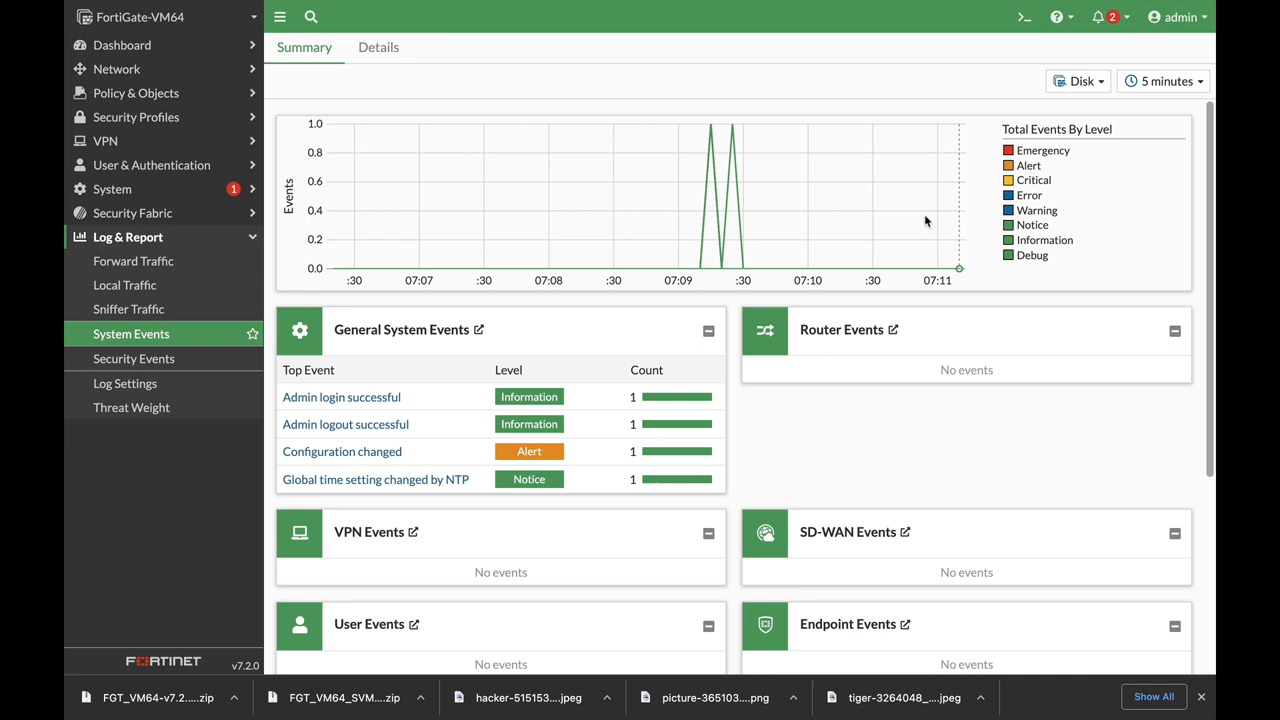 FortiGate-VM64
Dashboard
Network
Policy & Objects
Security Profiles
VPN
User & Authentication
System 1
Security Fabric
Log & Report
Forward Traffic
Local Traffic
Sniffer Traffic
System Events
Security Events
Log Settings
Threat Weight
FORTINET v7.2.0
>_ ? 2 admin
Summary Details
Disk 5 minutes
1.0
0.8
0.6
0.4
0.2
0.0
Events
:30 07:07 :30 07:08 :30 07:09 :30 07:10 :30 07:11
Total Events By Level
Emergency
Alert
Critical
Error
Warning
Notice
Information
Debug
General System Events
Top Event Level Count
Admin login successful Information 1
Admin logout successful Information 1
Configuration changed Alert 1
Global time setting changed by NTP Notice 1
Router Events
No events
VPN Events
No events
SD-WAN Events
No events
User Events
No events
Endpoint Events
No events
FGT_VM64-v7.2.....zip FGT_VM64_SVM....zip hacker-515153....jpeg picture-365103....png tiger-3264048_....jpeg Show All